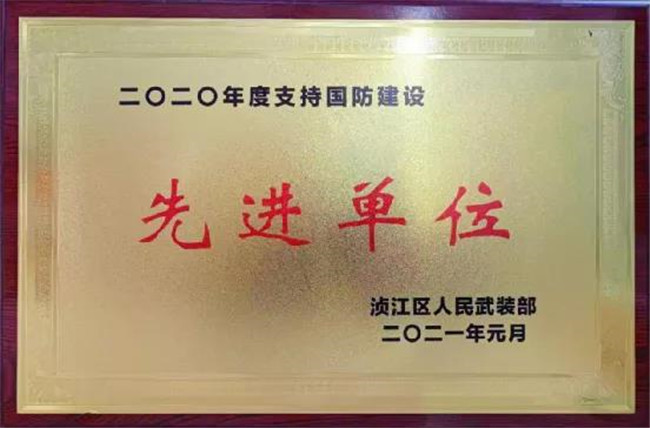 二〇二〇年度支持国防建设
先进单位
浈江区人民武装部
二〇二一年元月